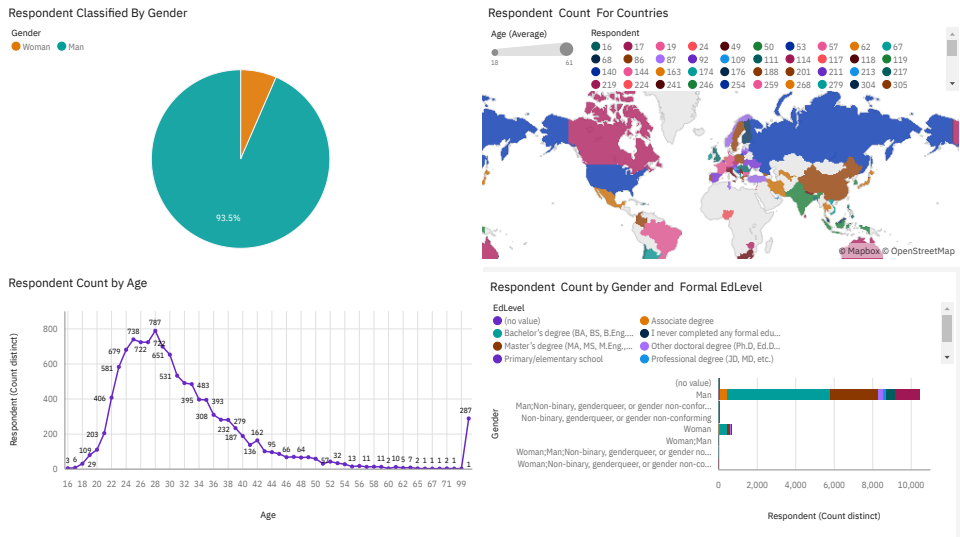 Respondent Classified By Gender
Gender
Woman Man
93.5%
Respondent Count For Countries
Age (Average)
18 61
Respondent
16 17 19 24 49 50 53 57 62 67
68 86 87 92 109 111 114 117 118 119
140 144 163 174 176 188 201 211 213 217
219 224 241 246 254 259 268 279 304 305
© Mapbox © OpenStreetMap
Respondent Count by Age
Respondent (Count distinct)
800
600
400
200
0
3 6 29 109 203 406 581 679 738 722 787 722 651 531 395 483 308 393 232 187 279 136 162 95 66 64 57 32 13 11 11 2 10 5 7 2 1 1 1 2 1 287 1
16 18 20 22 24 26 28 30 32 34 36 38 40 42 44 46 48 50 52 54 56 58 60 62 65 67 71 99
Age
Respondent Count by Gender and Formal EdLevel
EdLevel
(no value) Associate degree
Bachelor's degree (BA, BS, B.Eng.... I never completed any formal edu...
Master's degree (MA, MS, M.Eng.,... Other doctoral degree (Ph.D, Ed.D...
Primary/elementary school Professional degree (JD, MD, etc.)
Gender
(no value)
Man
Man;Non-binary, genderqueer, or gender non-confor...
Non-binary, genderqueer, or gender non-conforming
Woman
Woman;Man
Woman;Man;Non-binary, genderqueer, or gender no...
Woman;Non-binary, genderqueer, or gender non-co...
0 2,000 4,000 6,000 8,000 10,000
Respondent (Count distinct)